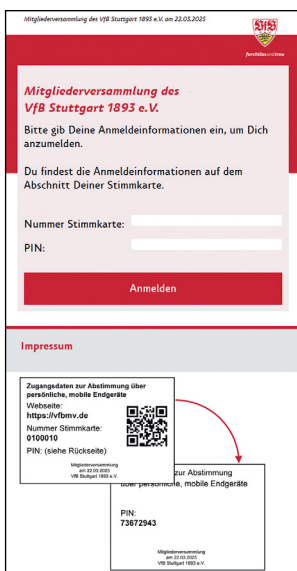 Mitgliederversammlung des VfB Stuttgart 1893 e.V. am 22.03.2025
VfB
furchtlosundtreu
Mitgliederversammlung des
VfB Stuttgart 1893 e.V.
Bitte gib Deine Anmeldeinformationen ein, um Dich
anzumelden.
Du findest die Anmeldeinformationen auf dem
Abschnitt Deiner Stimmkarte.
Nummer Stimmkarte:
PIN:
Anmelden
Impressum
Zugangsdaten zur Abstimmung über
persönliche, mobile Endgeräte
Webseite:
https://vfbmv.de
Nummer Stimmkarte:
0100010
PIN: (siehe Rückseite)
Mitgliederversammlung
am 22.03.2025
VfB Stuttgart 1893 e.V.
zur Abstimmung
über persönliche, mobile Endgeräte
PIN:
73672943
Mitgliederversammlung
am 22.03.2025
VfB Stuttgart 1893 e.V.